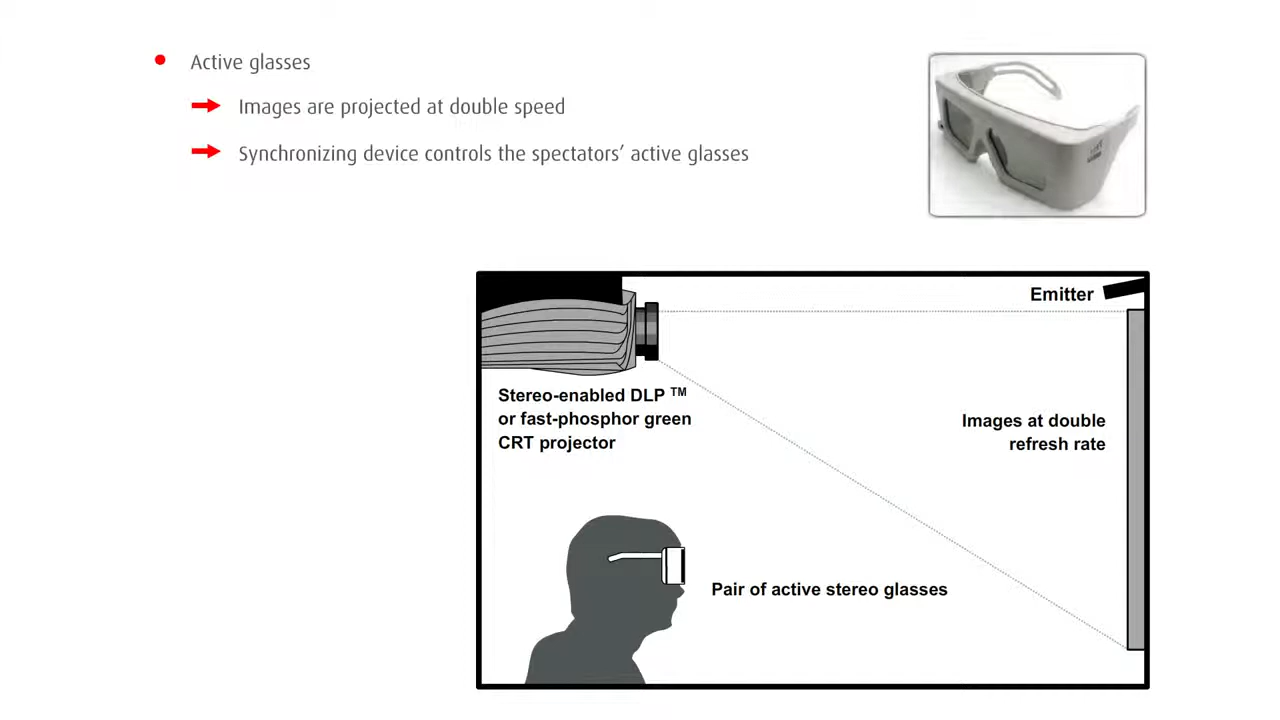 Active glasses
Images are projected at double speed
Synchronizing device controls the spectators’ active glasses
Emitter
Stereo-enabled DLP TM
or fast-phosphor green
CRT projector
Images at double
refresh rate
Pair of active stereo glasses